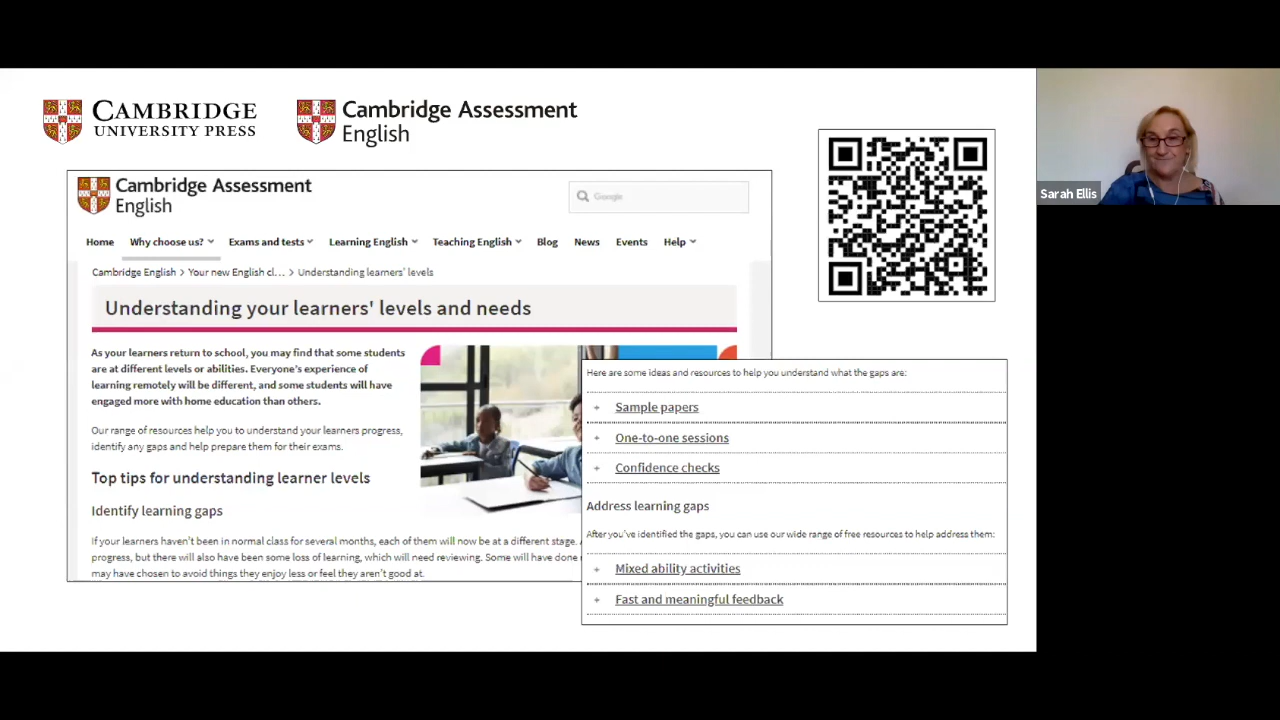 CAMBRIDGE
UNIVERSITY PRESS
Cambridge Assessment
English
Cambridge Assessment
English
Google
Home Why choose us? Exams and tests Learning English Teaching English Blog News Events Help
Cambridge English > Your new English cl... > Understanding learners' levels
Understanding your learners' levels and needs
As your learners return to school, you may find that some students
are at different levels or abilities. Everyone's experience of
learning remotely will be different, and some students will have
engaged more with home education than others.
Our range of resources help you to understand your learners progress,
identify any gaps and help prepare them for their exams.
Top tips for understanding learner levels
Identify learning gaps
If your learners haven't been in normal class for several months, each of them will now be at a different stage.
progress, but there will also have been some loss of learning, which will need reviewing. Some will have done
may have chosen to avoid things they enjoy less or feel they aren't good at.
Here are some ideas and resources to help you understand what the gaps are:
+ Sample papers
+ One-to-one sessions
+ Confidence checks
Address learning gaps
After you've identified the gaps, you can use our wide range of free resources to help address them:
+ Mixed ability activities
+ Fast and meaningful feedback
Sarah Ellis